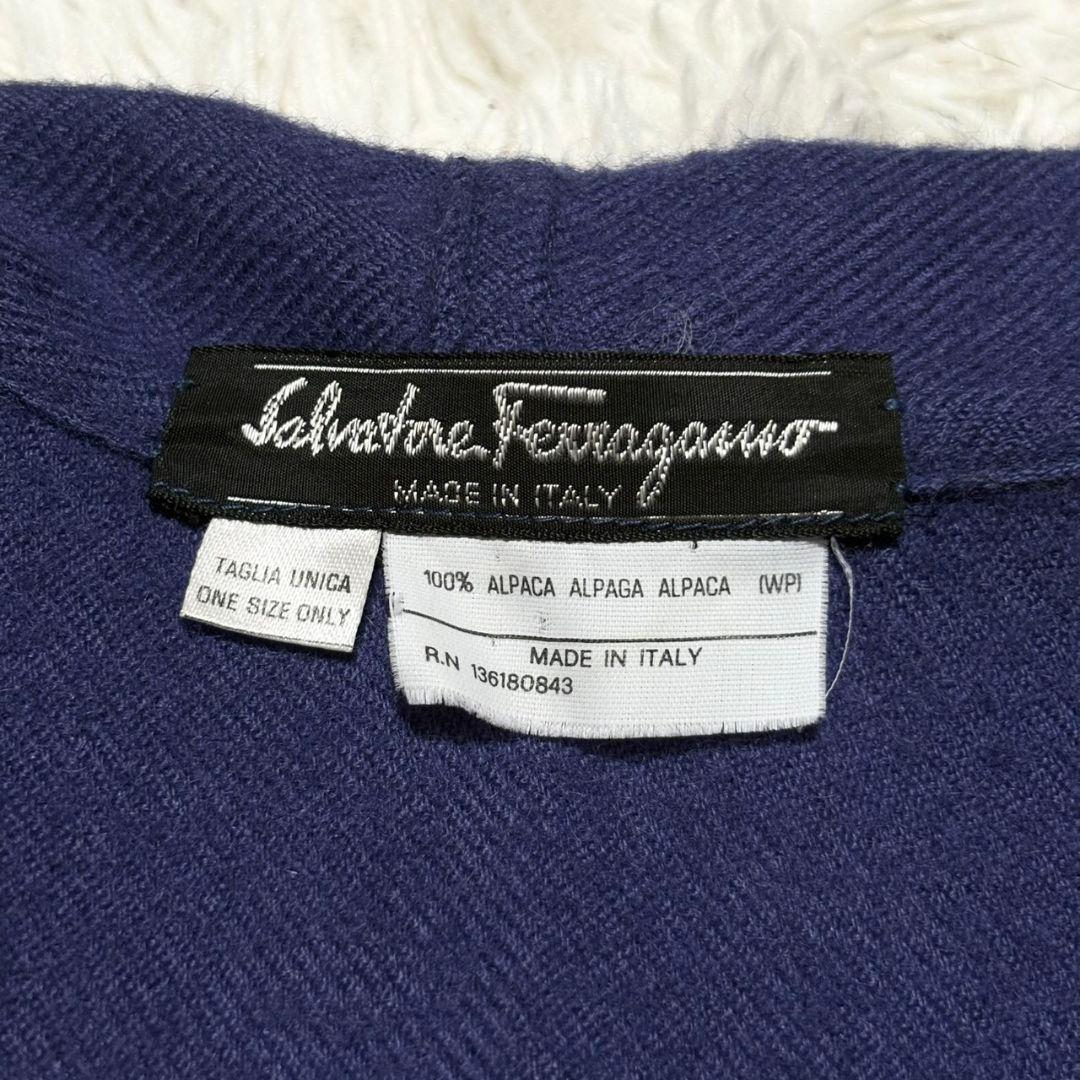 Salvatore Ferragamo
MADE IN ITALY
TAGLIA UNICA
ONE SIZE ONLY
100% ALPACA ALPAGA ALPACA (WP)
MADE IN ITALY
R.N 136180843